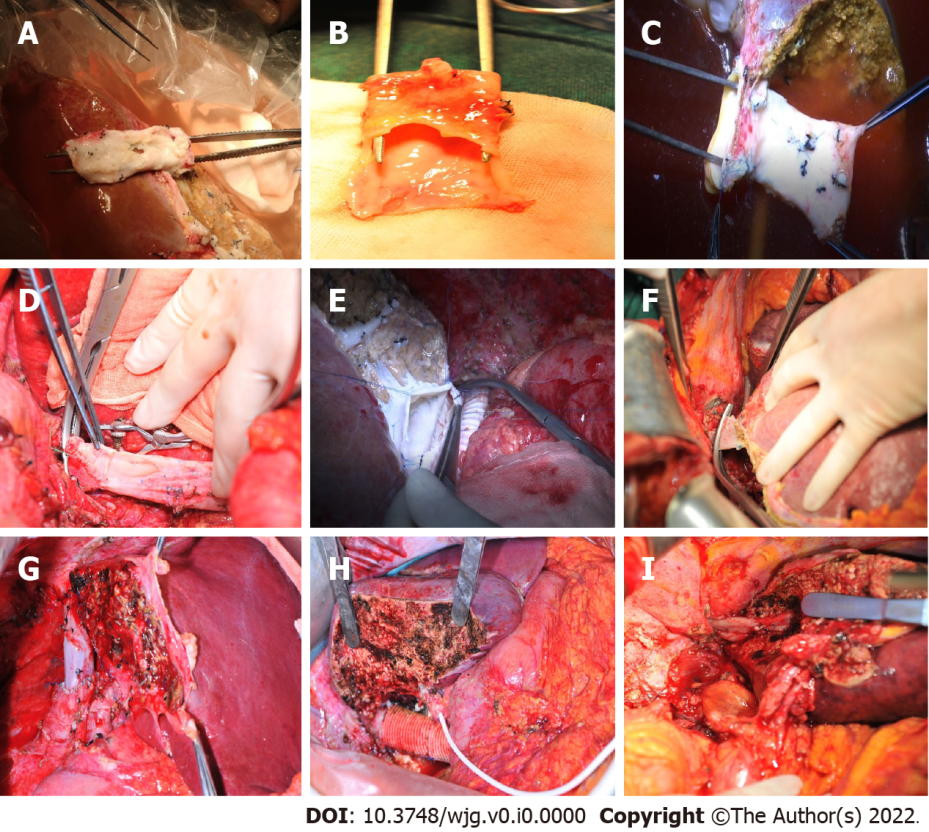 A
B
C
D
E
F
G
H
I
DOI: 10.3748/wjg.v0.i0.0000 Copyright ©The Author(s) 2022.